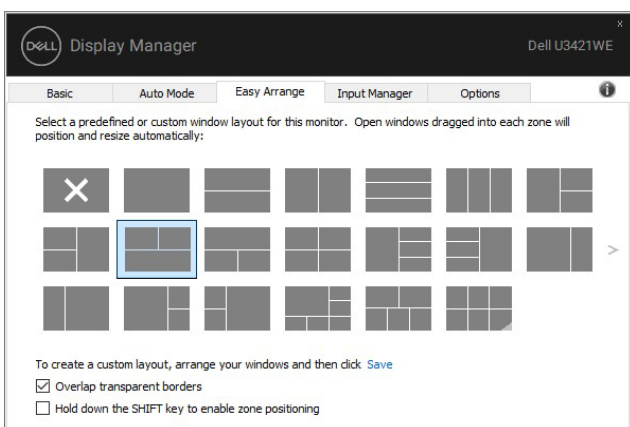 x
DELL Display Manager Dell U3421WE
Basic Auto Mode Easy Arrange Input Manager Options
Select a predefined or custom window layout for this monitor. Open windows dragged into each zone will
position and resize automatically:
To create a custom layout, arrange your windows and then click Save
Overlap transparent borders
Hold down the SHIFT key to enable zone positioning